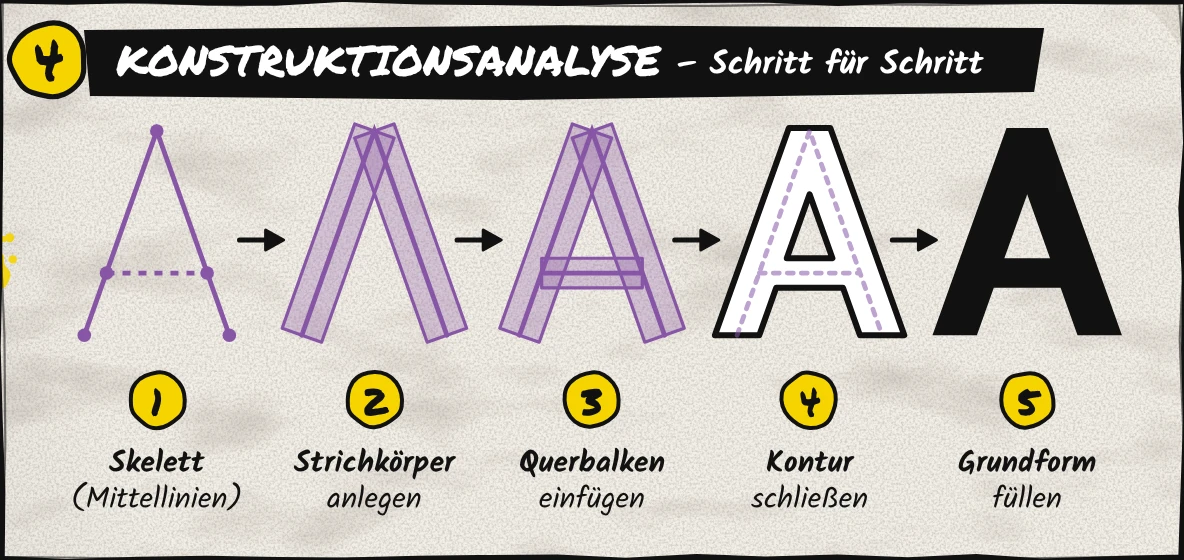 4
KONSTRUKTIONSANALYSE – Schritt für Schritt
1
Skelett
(Mittellinien)
2
Strichkörper
anlegen
3
Querbalken
einfügen
4
Kontur
schließen
5
Grundform
füllen